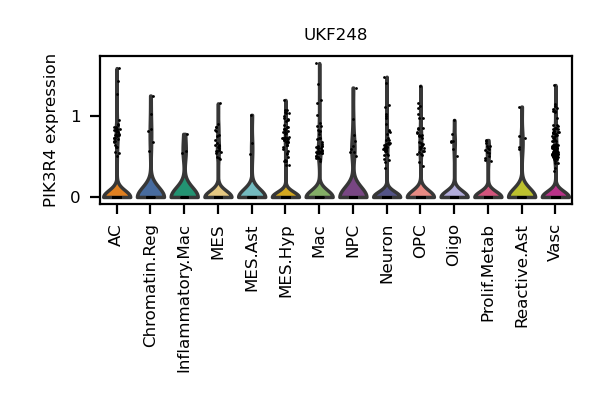 UKF248
PIK3R4 expression
1
0
AC
Chromatin.Reg
Inflammatory.Mac
MES
MES.Ast
MES.Hyp
Mac
NPC
Neuron
OPC
Oligo
Prolif.Metab
Reactive.Ast
Vasc